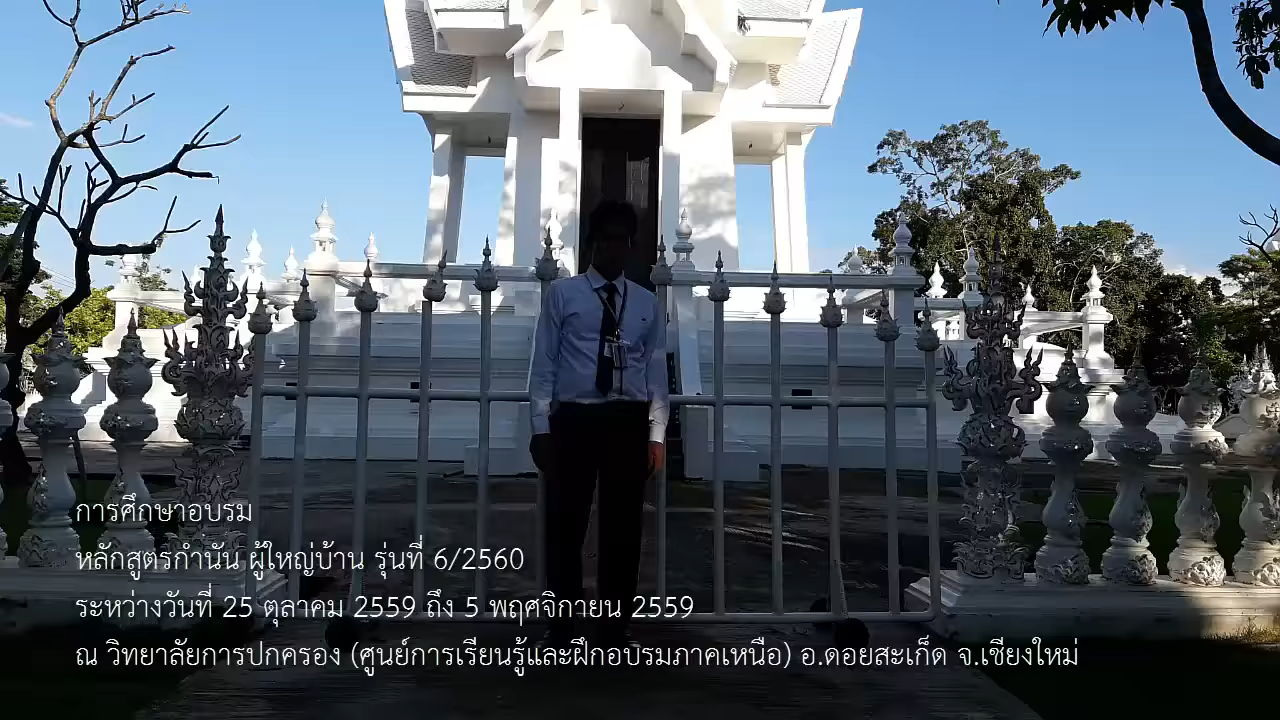 การศึกษาอบรม
หลักสูตรกำนัน ผู้ใหญ่บ้าน รุ่นที่ 6/2560
ระหว่างวันที่ 25 ตุลาคม 2559 ถึง 5 พฤศจิกายน 2559
ณ วิทยาลัยการปกครอง (ศูนย์การเรียนรู้และฝึกอบรมภาคเหนือ) อ.ดอยสะเก็ด จ.เชียงใหม่